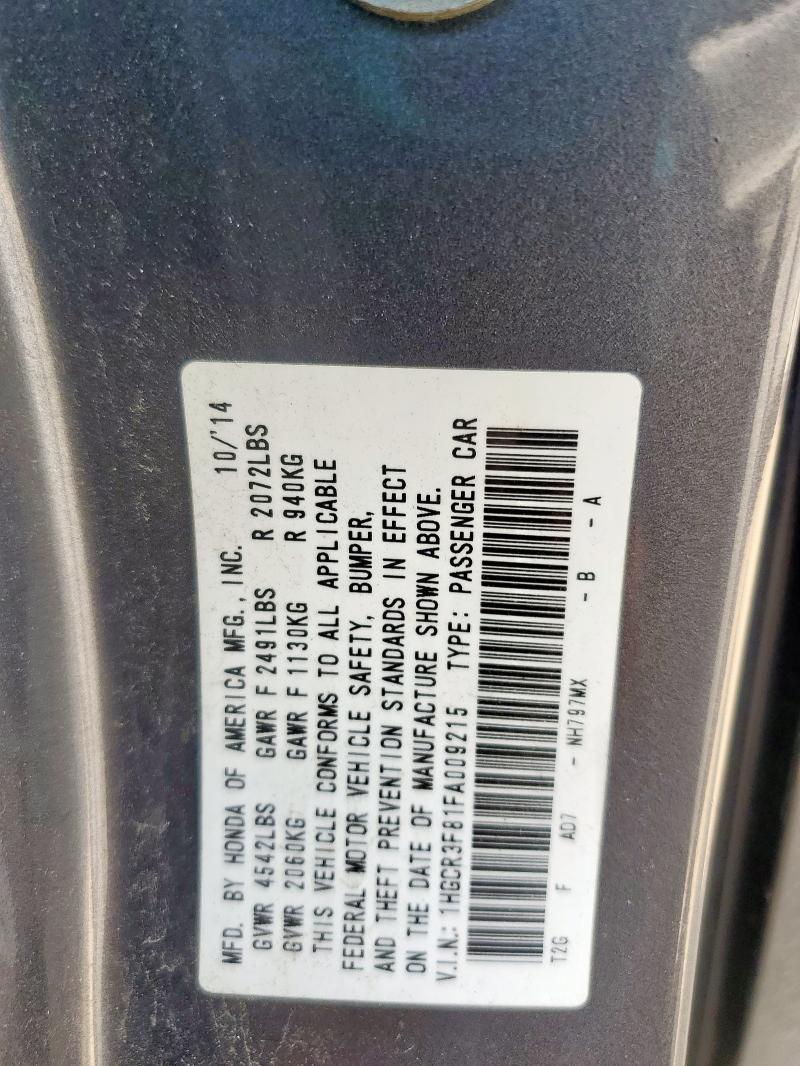 MFD. BY HONDA OF AMERICA MFG., INC. 10/'14
GVWR 4542LBS GAWR F 2491LBS R 2072LBS
GVWR 2060KG GAWR F 1130KG R 940KG
THIS VEHICLE CONFORMS TO ALL APPLICABLE
FEDERAL MOTOR VEHICLE SAFETY, BUMPER,
AND THEFT PREVENTION STANDARDS IN EFFECT
ON THE DATE OF MANUFACTURE SHOWN ABOVE.
V.I.N.: 1HGCR3F81FA009215 TYPE: PASSENGER CAR
T2G F AD7 - NH797MX - B - A